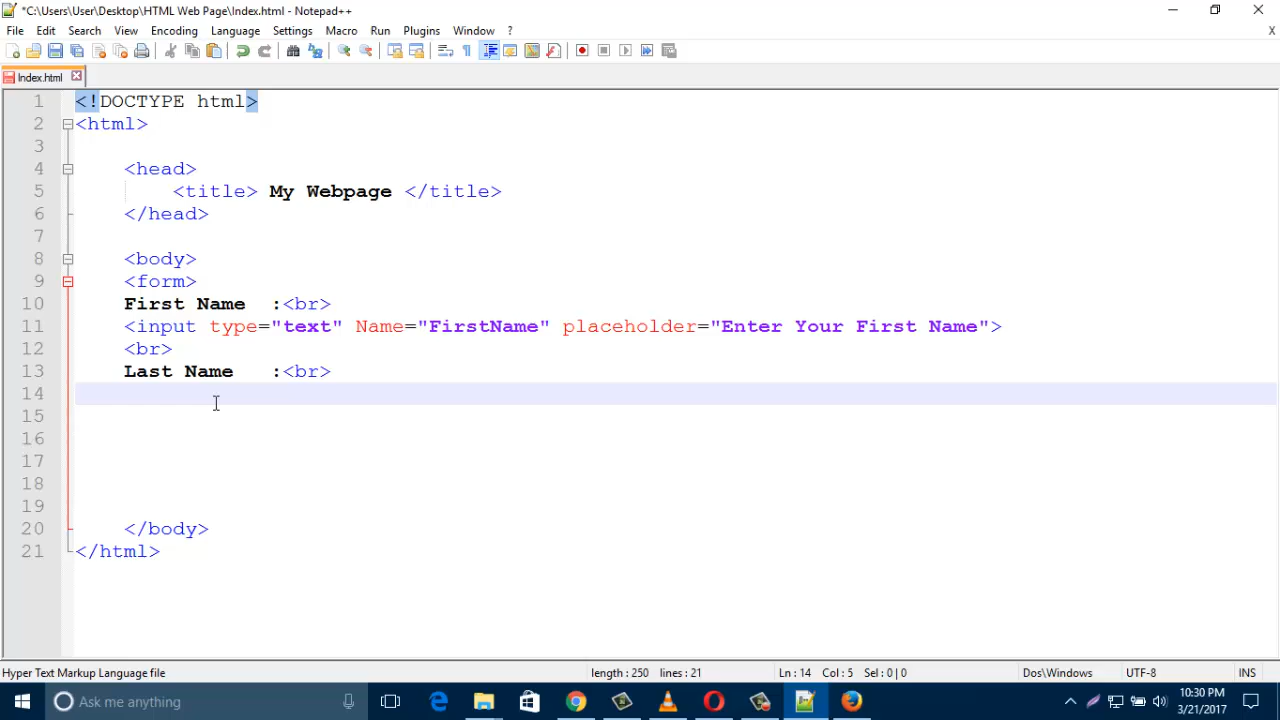 *C:\Users\User\Desktop\HTML Web Page\Index.html - Notepad++
File Edit Search View Encoding Language Settings Macro Run Plugins Window ? X
Index.html
1 <!DOCTYPE html>
2 <html>
3
4 <head>
5 <title> My Webpage </title>
6 </head>
7
8 <body>
9 <form>
10 First Name :<br>
11 <input type="text" Name="FirstName" placeholder="Enter Your First Name">
12 <br>
13 Last Name :<br>
14
15
16
17
18
19
20 </body>
21 </html>
Hyper Text Markup Language file length : 250 lines : 21 Ln : 14 Col : 5 Sel : 0 | 0 Dos\Windows UTF-8 INS
Ask me anything 10:30 PM
3/21/2017